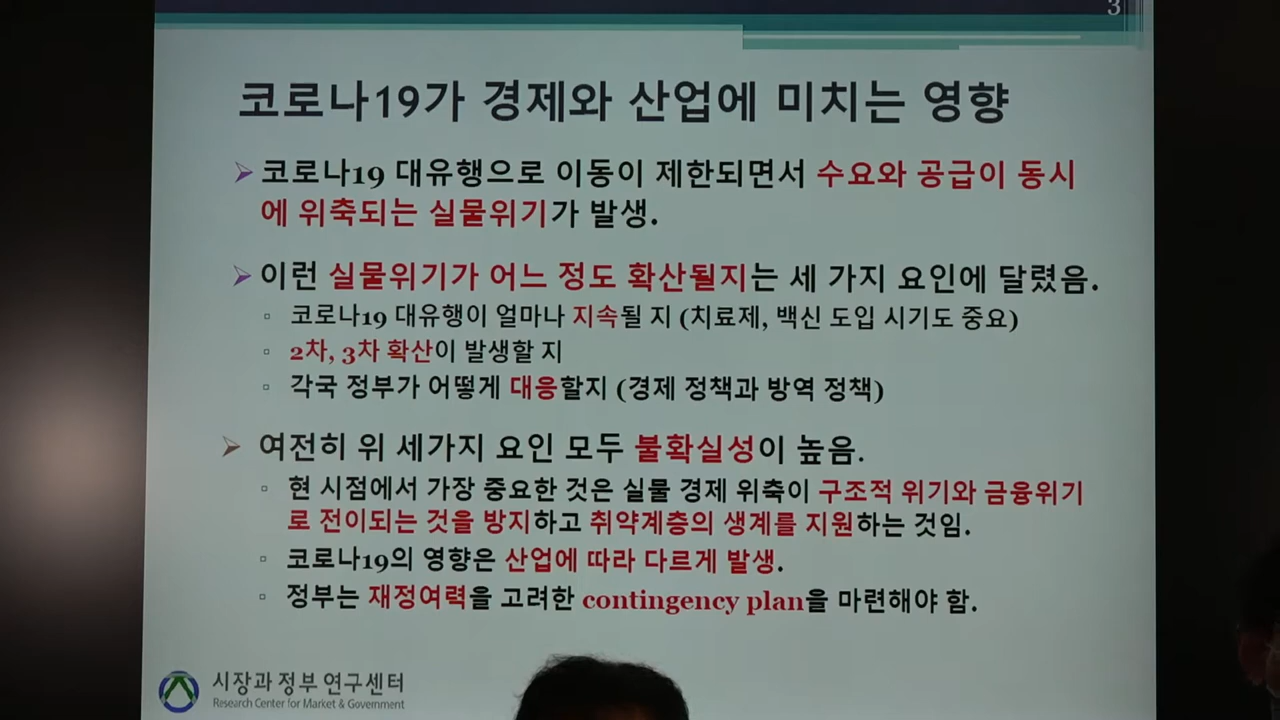 3
코로나19가 경제와 산업에 미치는 영향
코로나19 대유행으로 이동이 제한되면서 수요와 공급이 동시
에 위축되는 실물위기가 발생.
이런 실물위기가 어느 정도 확산될지는 세 가지 요인에 달렸음.
코로나19 대유행이 얼마나 지속될 지 (치료제, 백신 도입 시기도 중요)
2차, 3차 확산이 발생할 지
각국 정부가 어떻게 대응할지 (경제 정책과 방역 정책)
여전히 위 세가지 요인 모두 불확실성이 높음.
현 시점에서 가장 중요한 것은 실물 경제 위축이 구조적 위기와 금융위기
로 전이되는 것을 방지하고 취약계층의 생계를 지원하는 것임.
코로나19의 영향은 산업에 따라 다르게 발생.
정부는 재정여력을 고려한 contingency plan을 마련해야 함.
시장과 정부 연구센터
Research Center for Market & Government